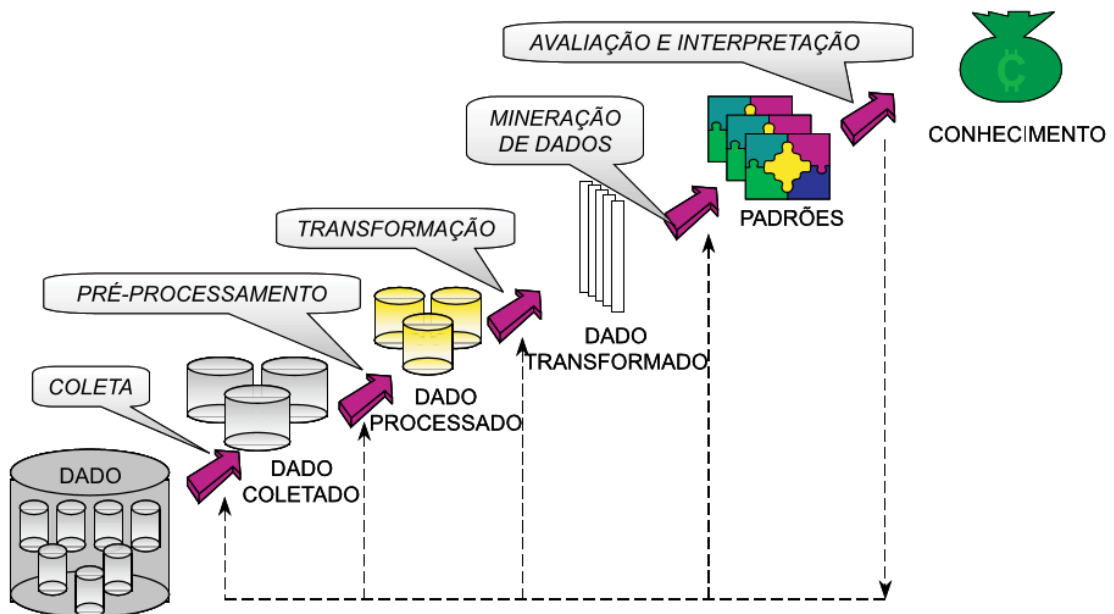 AVALIAÇÃO E INTERPRETAÇÃO
₵
CONHECIMENTO
MINERAÇÃO
DE DADOS
PADRÕES
TRANSFORMAÇÃO
DADO
TRANSFORMADO
PRÉ-PROCESSAMENTO
DADO
PROCESSADO
COLETA
DADO
COLETADO
DADO